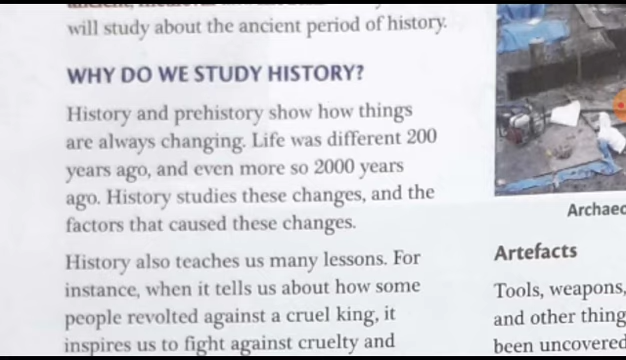 will study about the ancient period of history.
WHY DO WE STUDY HISTORY?
History and prehistory show how things
are always changing. Life was different 200
years ago, and even more so 2000 years
ago. History studies these changes, and the
factors that caused these changes.
History also teaches us many lessons. For
instance, when it tells us about how some
people revolted against a cruel king, it
inspires us to fight against cruelty and
Archaeo
Artefacts
Tools, weapons,
and other thing
been uncovered